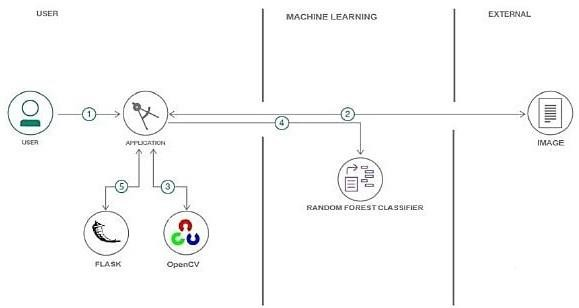 USER
MACHINE LEARNING
EXTERNAL
1
2
4
USER
APPLICATION
IMAGE
5
3
RANDOM FOREST CLASSIFIER
FLASK
OpenCV